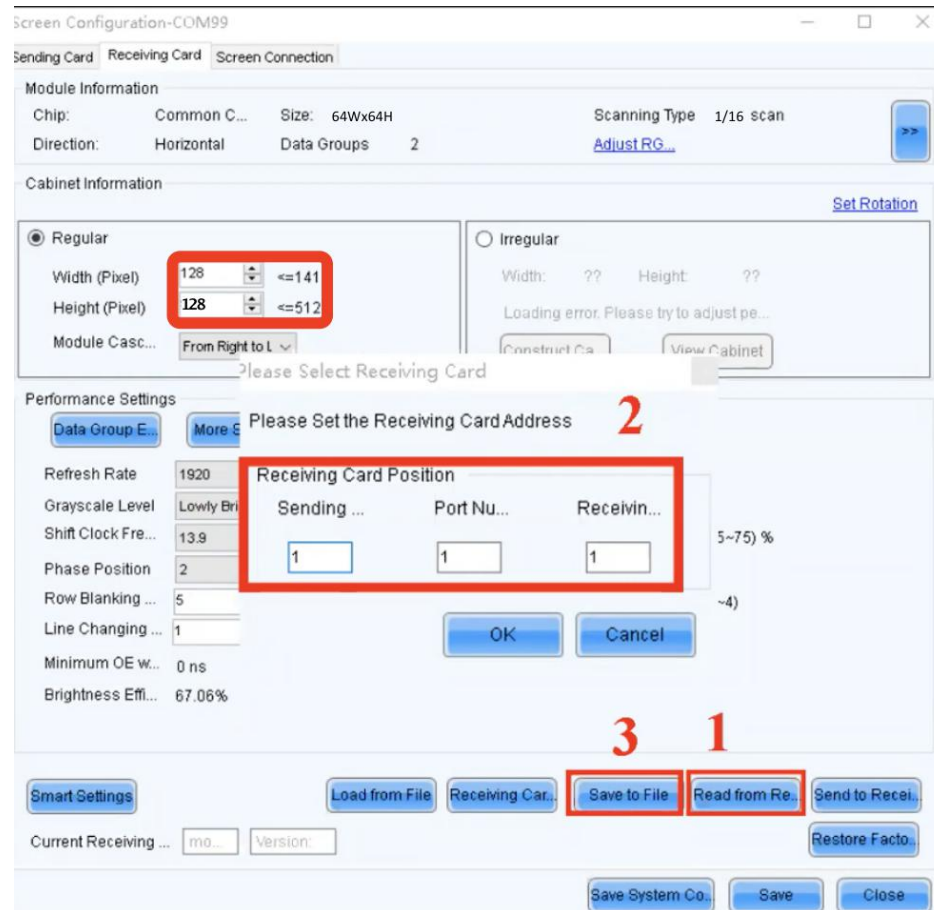 Screen Configuration-COM99
Sending Card Receiving Card Screen Connection
Module Information
Chip: Common C... Size: 64Wx64H Scanning Type 1/16 scan
Direction: Horizontal Data Groups 2 Adjust RG...
>>
Cabinet Information
Set Rotation
Regular
Width (Pixel) 128 <=141
Height (Pixel) 128 <=512
Module Casc... From Right to L
Irregular
Width: ?? Height: ??
Loading error. Please try to adjust pe...
Construct Ca... View Cabinet
Please Select Receiving Card
Please Set the Receiving Card Address 2
Receiving Card Position
Sending ... Port Nu... Receivin...
1 1 1
OK Cancel
Performance Settings
Data Group E... More S
Refresh Rate 1920
Grayscale Level Lowly Bri
Shift Clock Fre... 13.9 5~75) %
Phase Position 2
Row Blanking ... 5 ~4)
Line Changing ... 1
Minimum OE w... 0 ns
Brightness Effi... 67.06%
3 1
Smart Settings Load from File Receiving Car... Save to File Read from Re... Send to Recei...
Current Receiving ... mo... Version: Restore Facto...
Save System Co... Save Close